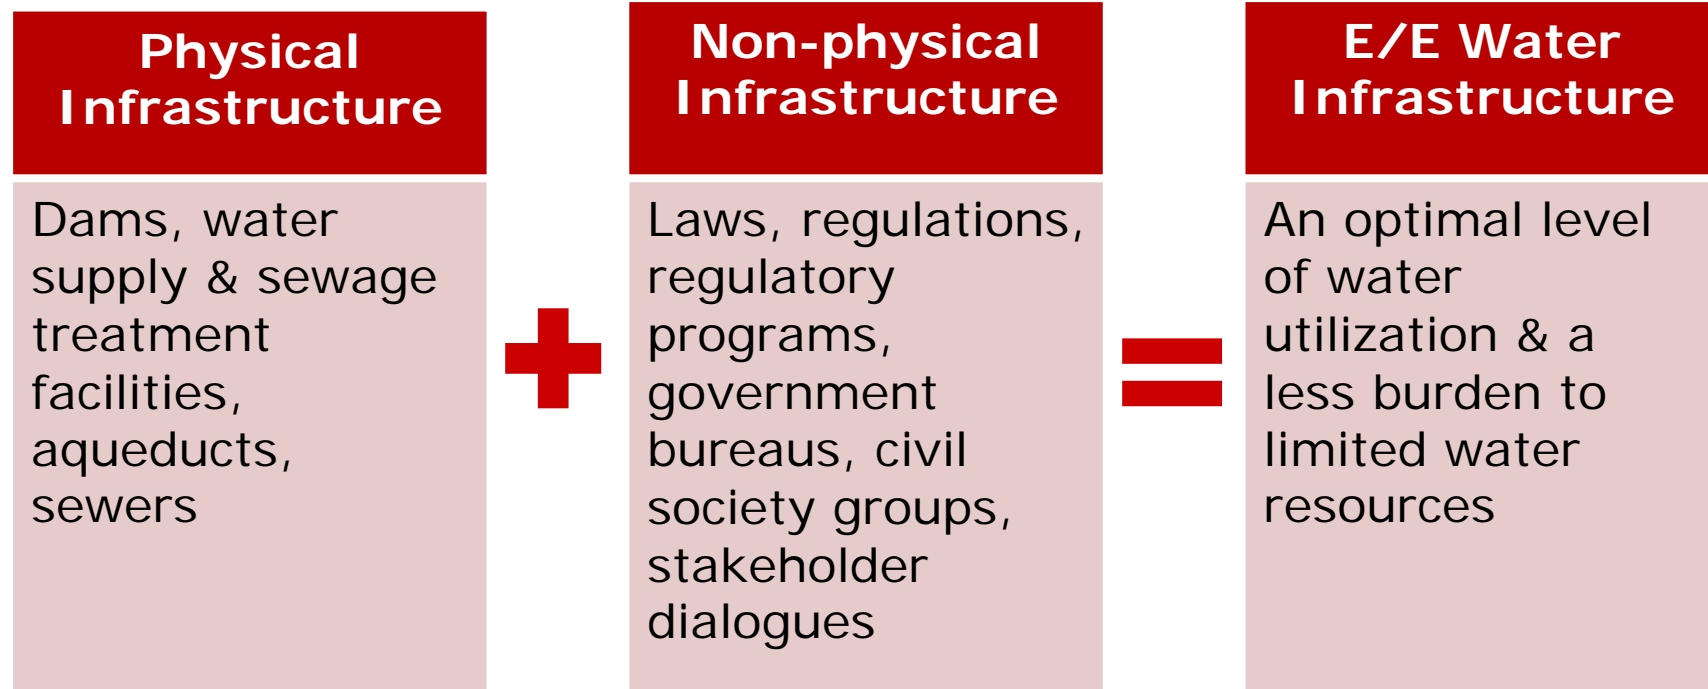 Physical
Infrastructure
Dams, water
supply & sewage
treatment
facilities,
aqueducts,
sewers
Non-physical
Infrastructure
Laws, regulations,
regulatory
programs,
government
bureaus, civil
society groups,
stakeholder
dialogues
E/E Water
Infrastructure
An optimal level
of water
utilization & a
less burden to
limited water
resources